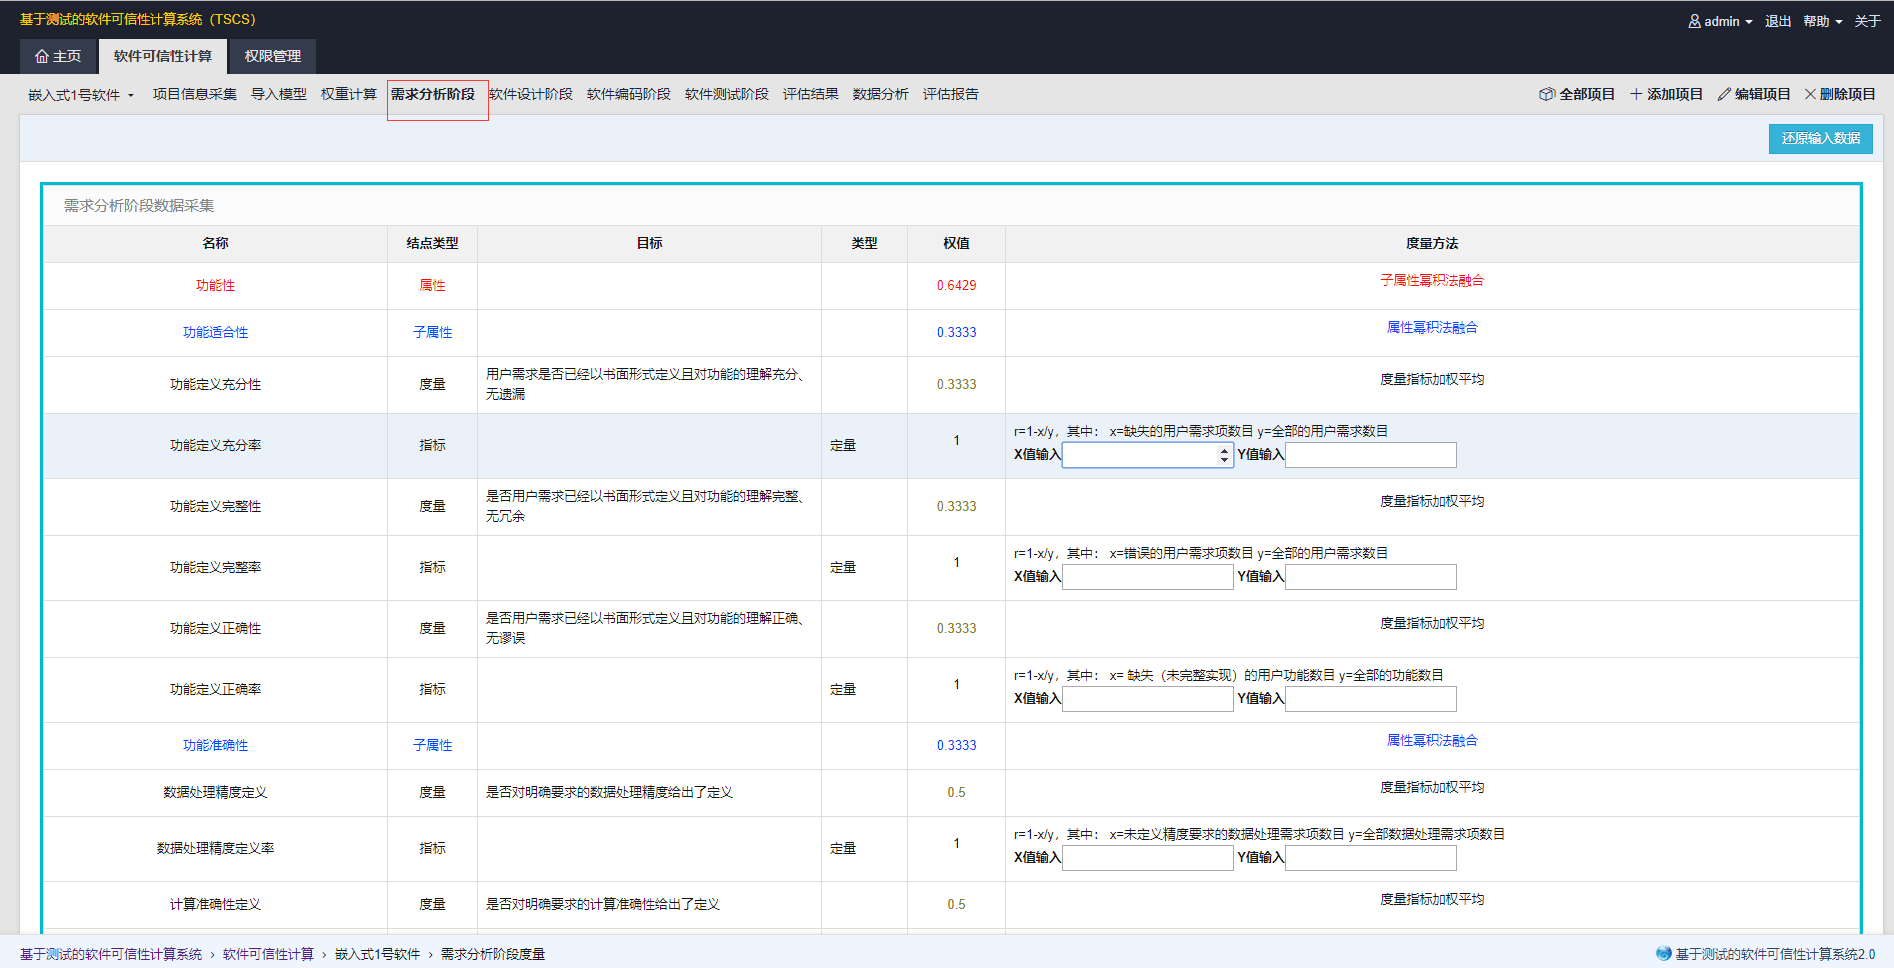 基于测试的软件可信性计算系统（TSCS）
admin 退出 帮助 关于
主页 软件可信性计算 权限管理
嵌入式1号软件 项目信息采集 导入模型 权重计算 需求分析阶段 软件设计阶段 软件编码阶段 软件测试阶段 评估结果 数据分析 评估报告 全部项目 添加项目 编辑项目 删除项目
还原输入数据
需求分析阶段数据采集
名称 结点类型 目标 类型 权值 度量方法
功能性 属性 0.6429 子属性幂积法融合
功能适合性 子属性 0.3333 属性幂积法融合
功能定义充分性 度量 用户需求是否已经以书面形式定义且对功能的理解充分、 0.3333 度量指标加权平均
无遗漏
功能定义充分率 指标 定量 1 r=1-x/y，其中： x=缺失的用户需求项数目 y=全部的用户需求数目
X值输入 Y值输入
功能定义完整性 度量 是否用户需求已经以书面形式定义且对功能的理解完整、 0.3333 度量指标加权平均
无冗余
功能定义完整率 指标 定量 1 r=1-x/y，其中： x=错误的用户需求项数目 y=全部的用户需求数目
X值输入 Y值输入
功能定义正确性 度量 是否用户需求已经以书面形式定义且对功能的理解正确、 0.3333 度量指标加权平均
无谬误
功能定义正确率 指标 定量 1 r=1-x/y，其中： x= 缺失（未完整实现）的用户功能数目 y=全部的功能数目
X值输入 Y值输入
功能准确性 子属性 0.3333 属性幂积法融合
数据处理精度定义 度量 是否对明确要求的数据处理精度给出了定义 0.5 度量指标加权平均
数据处理精度定义率 指标 定量 1 r=1-x/y，其中： x=未定义精度要求的数据处理需求项数目 y=全部数据处理需求项数目
X值输入 Y值输入
计算准确性定义 度量 是否对明确要求的计算准确性给出了定义 0.5 度量指标加权平均
基于测试的软件可信性计算系统 › 软件可信性计算 › 嵌入式1号软件 › 需求分析阶段度量 基于测试的软件可信性计算系统2.0